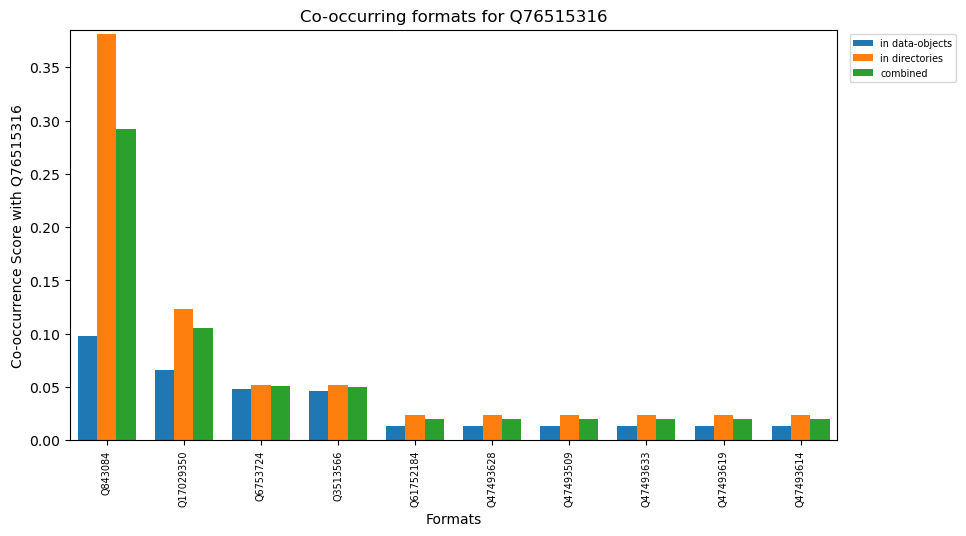 Co-occurring formats for Q76515316
Co-occurrence Score with Q76515316
0.35
0.30
0.25
0.20
0.15
0.10
0.05
0.00
Q843084
Q17029350
Q6753724
Q3513566
Q61752184
Q47493628
Q47493509
Q47493633
Q47493619
Q47493614
Formats
in data-objects
in directories
combined